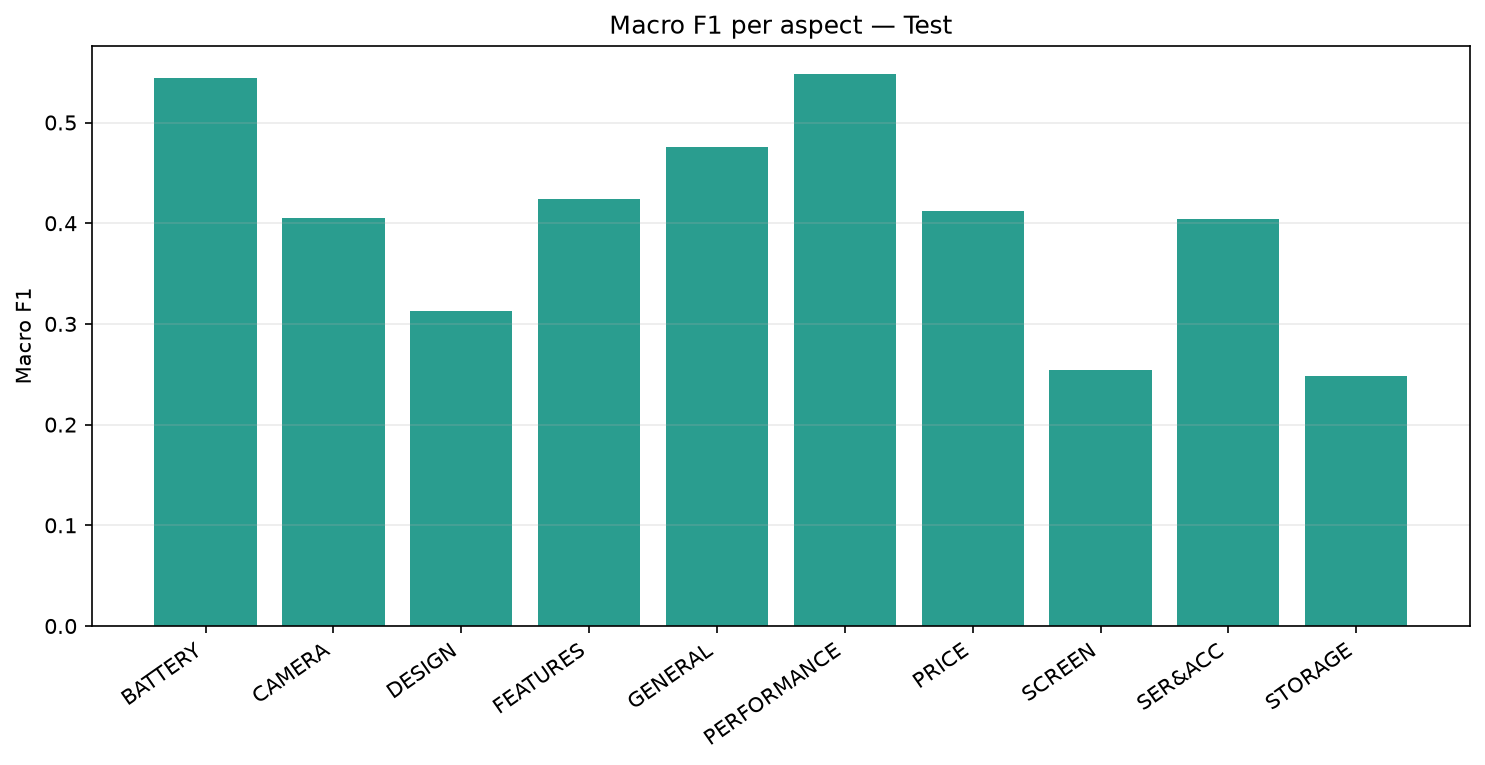 Macro F1 per aspect — Test
Macro F1
0.5
0.4
0.3
0.2
0.1
0.0
BATTERY
CAMERA
DESIGN
FEATURES
GENERAL
PERFORMANCE
PRICE
SCREEN
SER&ACC
STORAGE